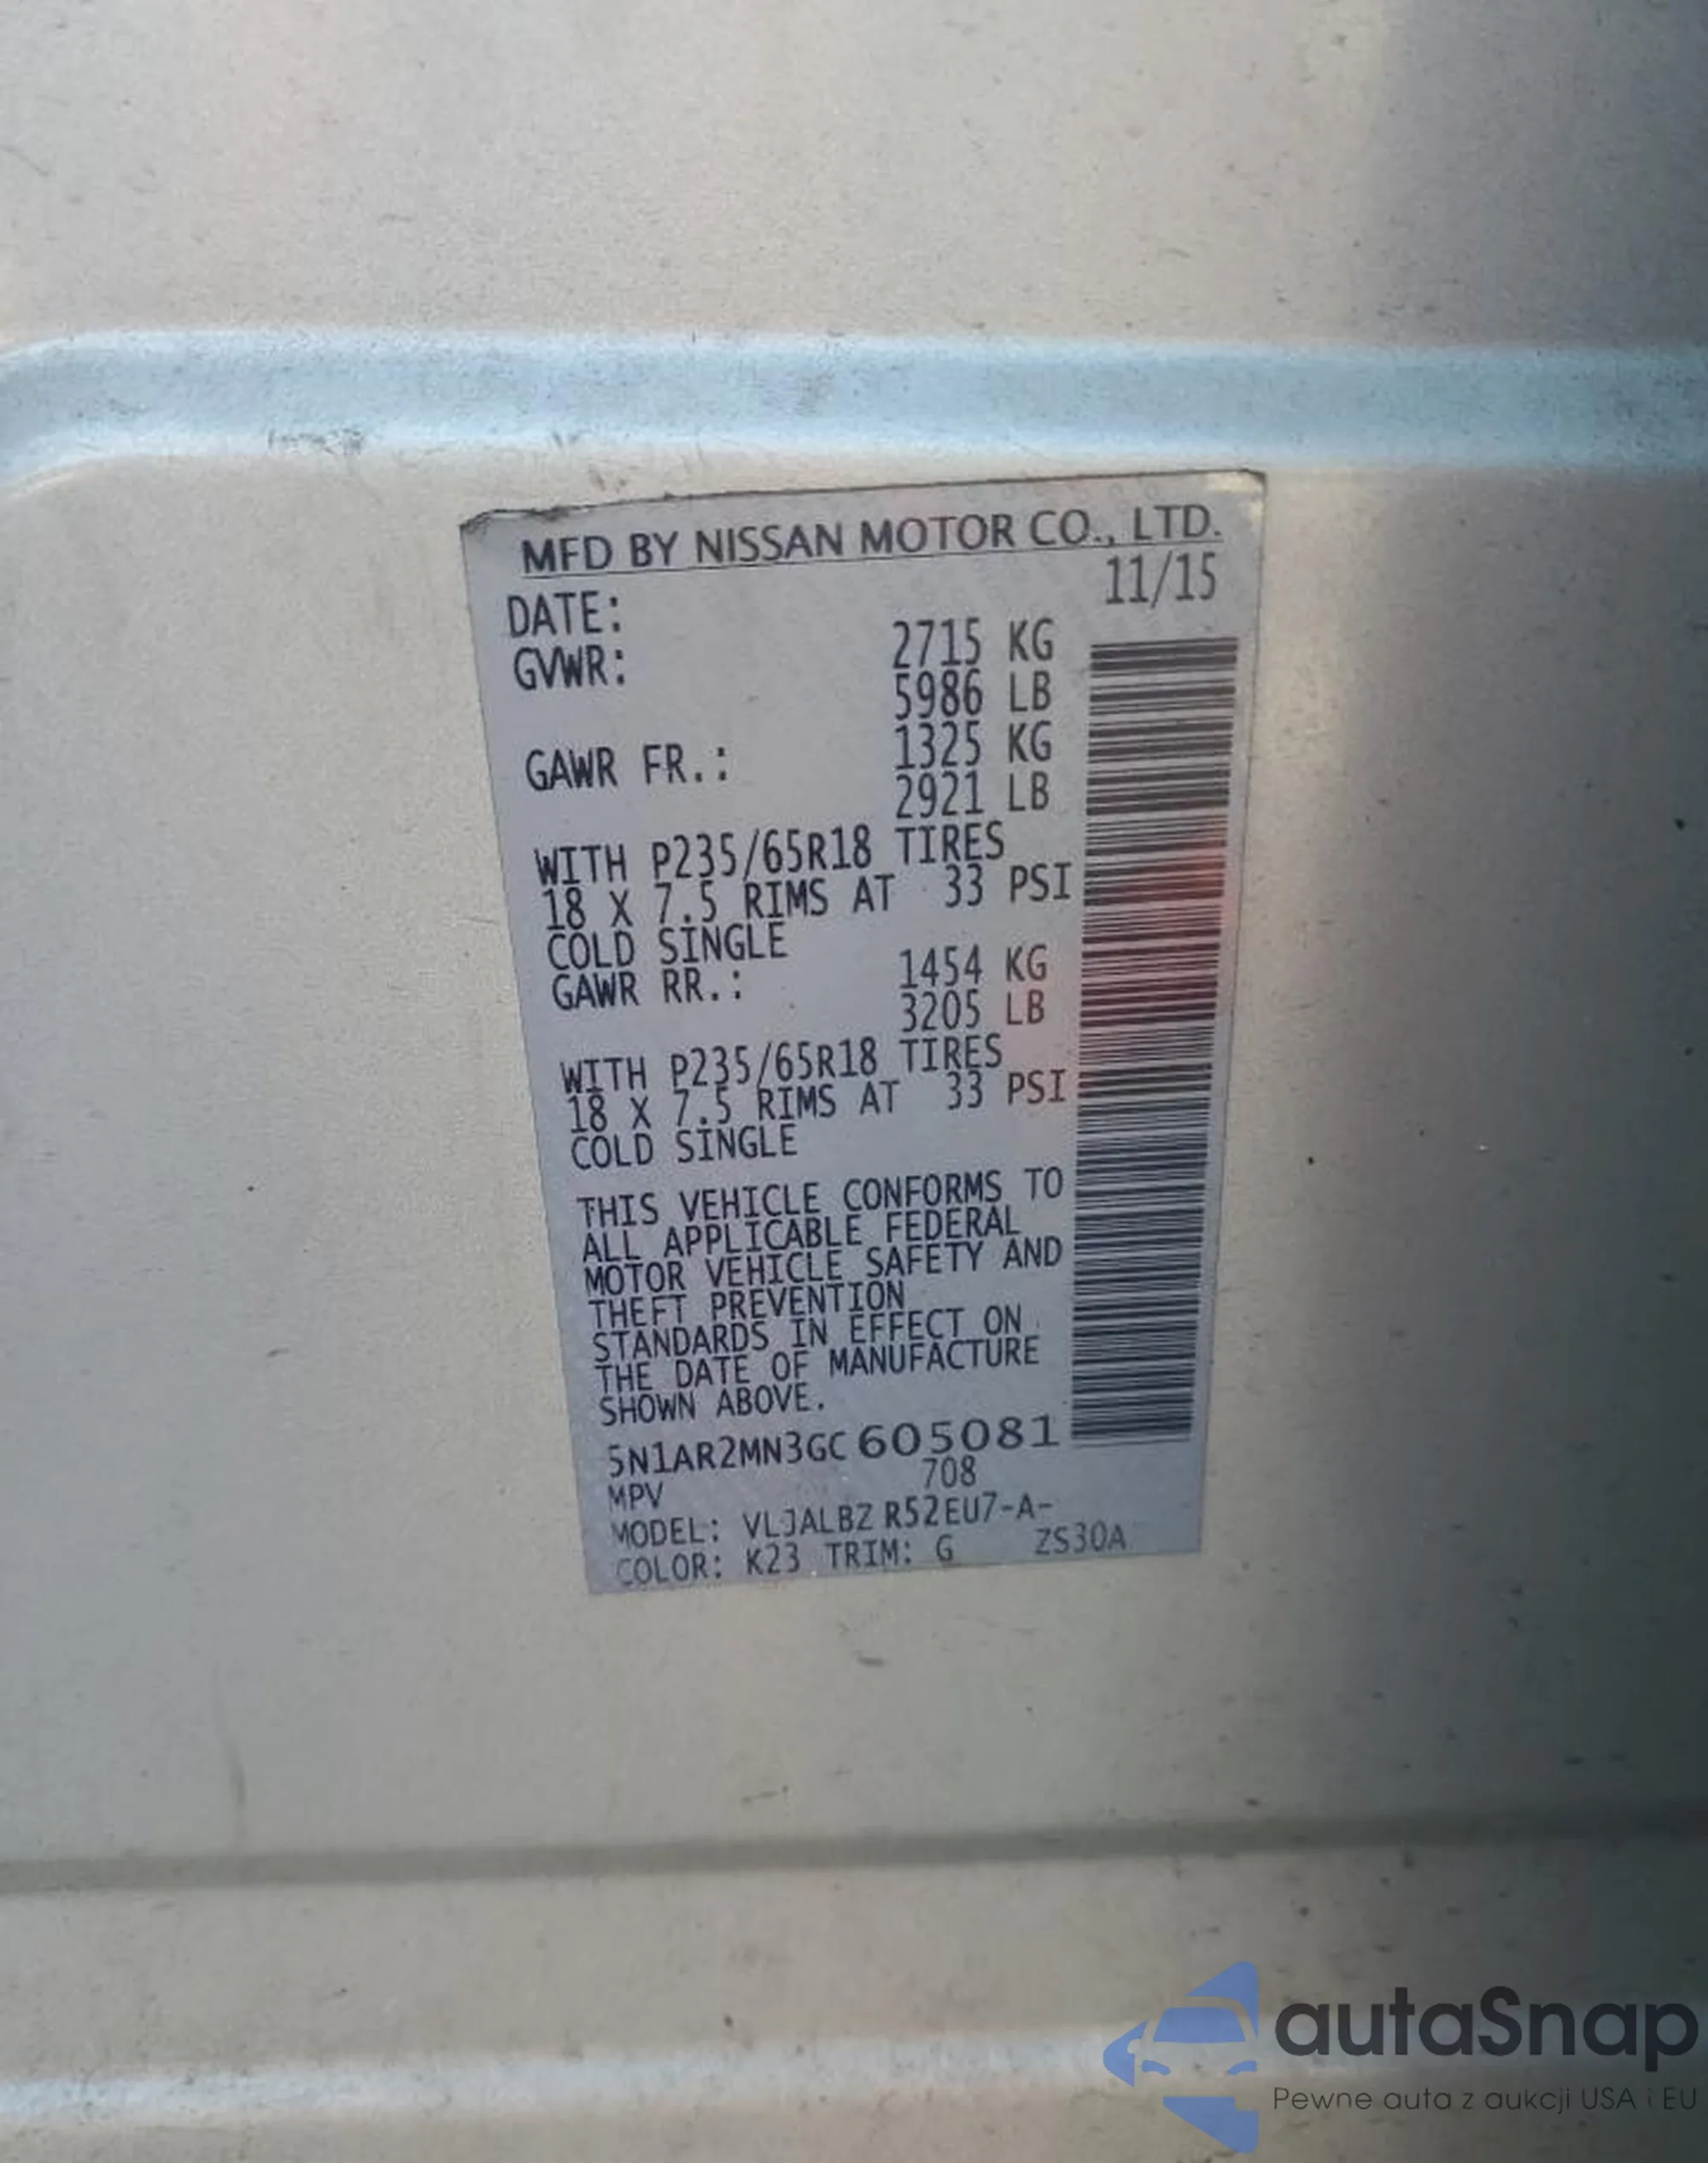 MFD BY NISSAN MOTOR CO., LTD.
DATE: 11/15
GVWR: 2715 KG
5986 LB
GAWR FR.: 1325 KG
2921 LB
WITH P235/65R18 TIRES
18 X 7.5 RIMS AT 33 PSI
COLD SINGLE
GAWR RR.: 1454 KG
3205 LB
WITH P235/65R18 TIRES
18 X 7.5 RIMS AT 33 PSI
COLD SINGLE
THIS VEHICLE CONFORMS TO
ALL APPLICABLE FEDERAL
MOTOR VEHICLE SAFETY AND
THEFT PREVENTION
STANDARDS IN EFFECT ON
THE DATE OF MANUFACTURE
SHOWN ABOVE.
5N1AR2MN3GC605081
MPV 708
MODEL: VLJALBZ R52EU7-A-
COLOR: K23 TRIM: G ZS30A
autaSnap
Pewne auta z aukcji USA i EU